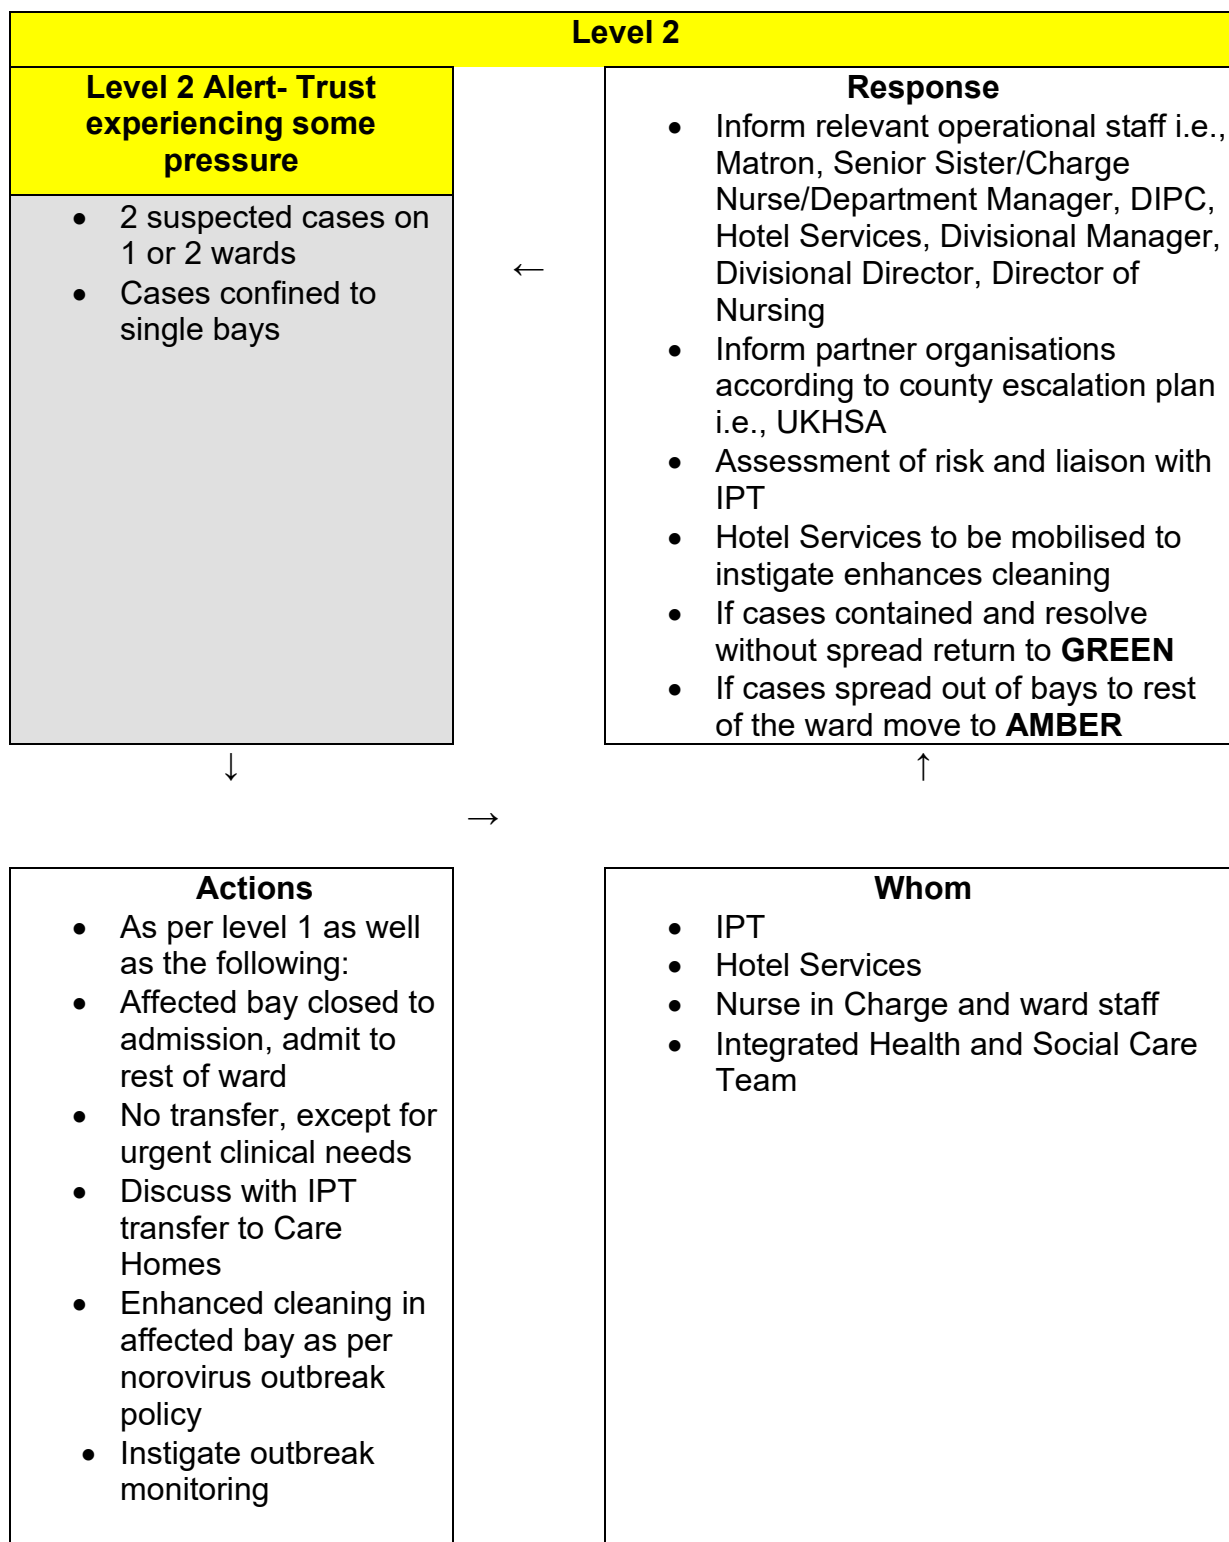 Level 2
Level 2 Alert- Trust
experiencing some
pressure
• 2 suspected cases on
1 or 2 wards
• Cases confined to
single bays
←
Response
• Inform relevant operational staff i.e.,
Matron, Senior Sister/Charge
Nurse/Department Manager, DIPC,
Hotel Services, Divisional Manager,
Divisional Director, Director of
Nursing
• Inform partner organisations
according to county escalation plan
i.e., UKHSA
• Assessment of risk and liaison with
IPT
• Hotel Services to be mobilised to
instigate enhances cleaning
• If cases contained and resolve
without spread return to GREEN
• If cases spread out of bays to rest
of the ward move to AMBER
↓
↑
→
Actions
• As per level 1 as well
as the following:
• Affected bay closed to
admission, admit to
rest of ward
• No transfer, except for
urgent clinical needs
• Discuss with IPT
transfer to Care
Homes
• Enhanced cleaning in
affected bay as per
norovirus outbreak
policy
• Instigate outbreak
monitoring
Whom
• IPT
• Hotel Services
• Nurse in Charge and ward staff
• Integrated Health and Social Care
Team